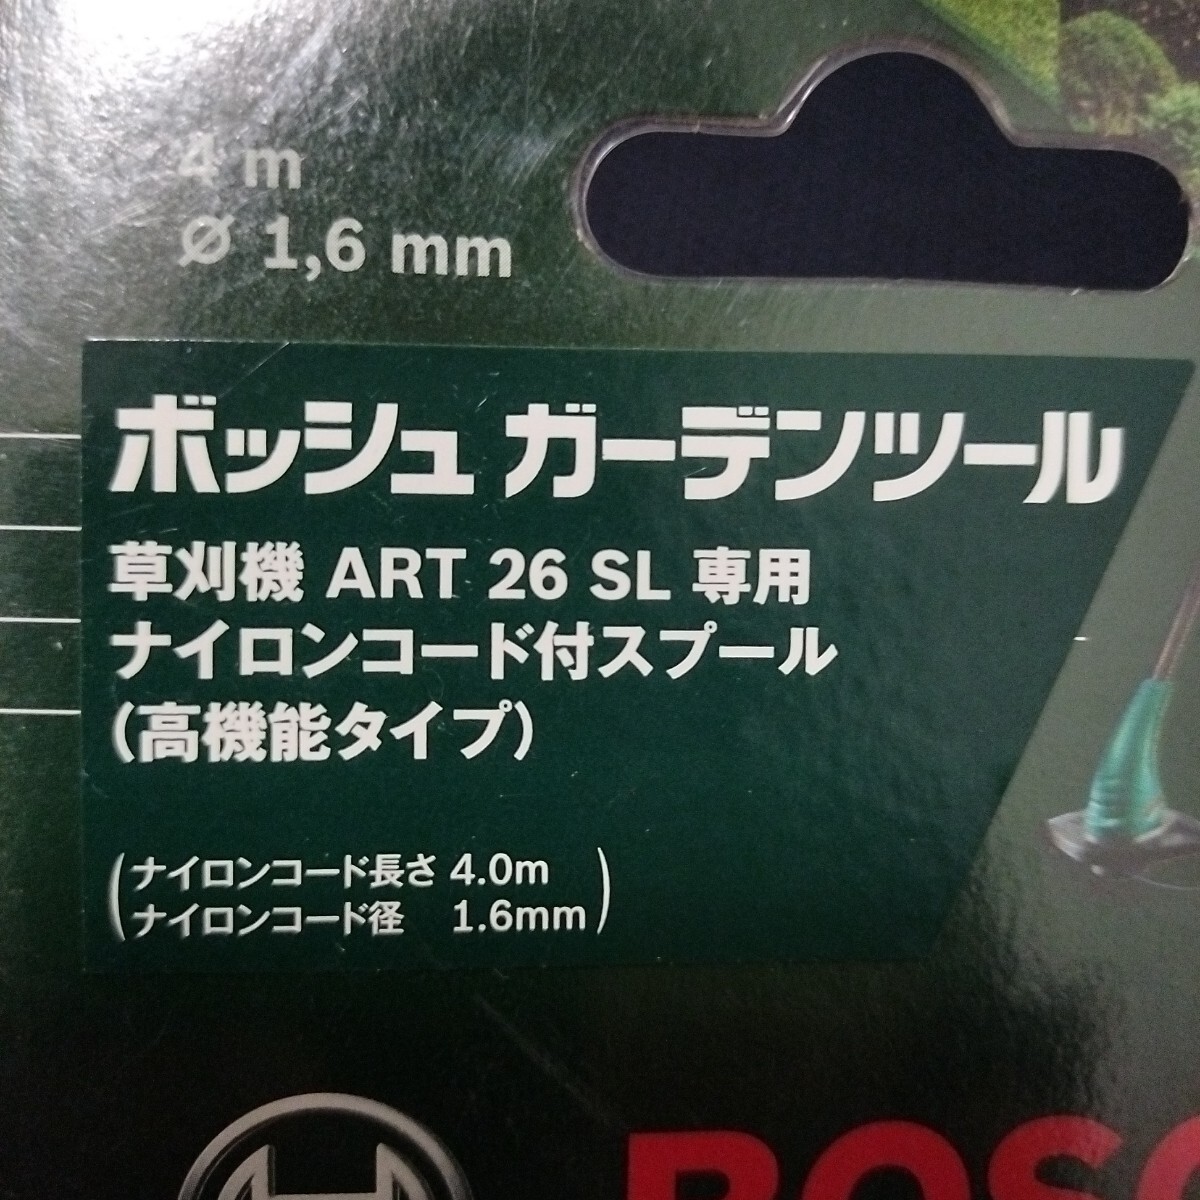 4 m
Ø 1,6 mm
ボッシュ ガーデンツール
草刈機 ART 26 SL 専用
ナイロンコード付スプール
(高機能タイプ)
(ナイロンコード長さ 4.0m
ナイロンコード径 1.6mm)
BOSC